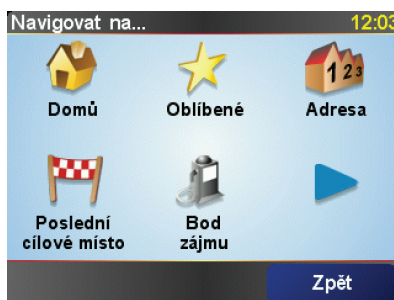 Navigovat na... 12:03
Domů Oblíbené 1 2 3 Adresa
Poslední
cílové místo
Bod
zájmu
Zpět